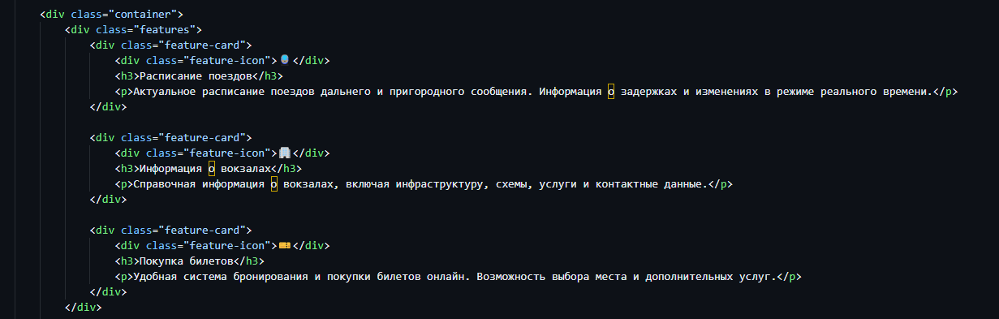 <div class="container">
<div class="features">
<div class="feature-card">
<div class="feature-icon">🚆</div>
<h3>Расписание поездов</h3>
<p>Актуальное расписание поездов дальнего и пригородного сообщения. Информация о задержках и изменениях в режиме реального времени.</p>
</div>
<div class="feature-card">
<div class="feature-icon">🏢</div>
<h3>Информация о вокзалах</h3>
<p>Справочная информация о вокзалах, включая инфраструктуру, схемы, услуги и контактные данные.</p>
</div>
<div class="feature-card">
<div class="feature-icon">🎫</div>
<h3>Покупка билетов</h3>
<p>Удобная система бронирования и покупки билетов онлайн. Возможность выбора места и дополнительных услуг.</p>
</div>
</div>